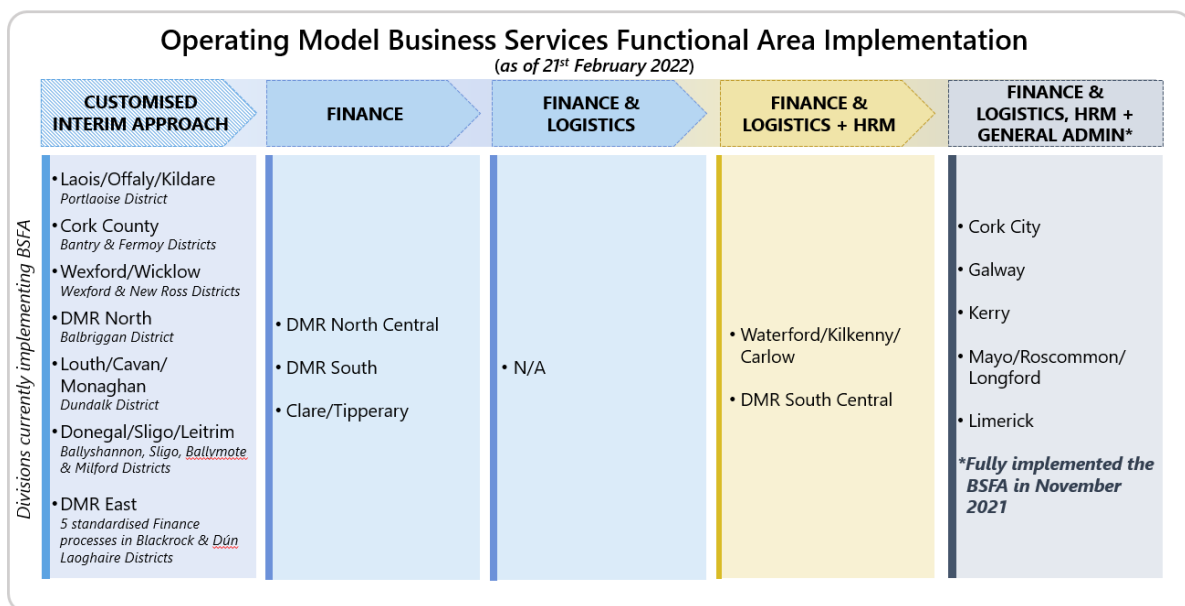 Operating Model Business Services Functional Area Implementation
(as of 21st February 2022)
CUSTOMISED
INTERIM APPROACH
FINANCE
FINANCE &
LOGISTICS
FINANCE &
LOGISTICS + HRM
FINANCE &
LOGISTICS, HRM +
GENERAL ADMIN*
Divisions currently implementing BSFA
•Laois/Offaly/Kildare
Portlaoise District
•Cork County
Bantry & Fermoy Districts
•Wexford/Wicklow
Wexford & New Ross Districts
•DMR North
Balbriggan District
•Louth/Cavan/
Monaghan
Dundalk District
•Donegal/Sligo/Leitrim
Ballyshannon, Sligo, Ballymote
& Milford Districts
•DMR East
5 standardised Finance
processes in Blackrock & Dún
Laoghaire Districts
• DMR North Central
• DMR South
• Clare/Tipperary
• N/A
• Waterford/Kilkenny/
Carlow
• DMR South Central
• Cork City
• Galway
• Kerry
• Mayo/Roscommon/
Longford
• Limerick
*Fully implemented the
BSFA in November
2021